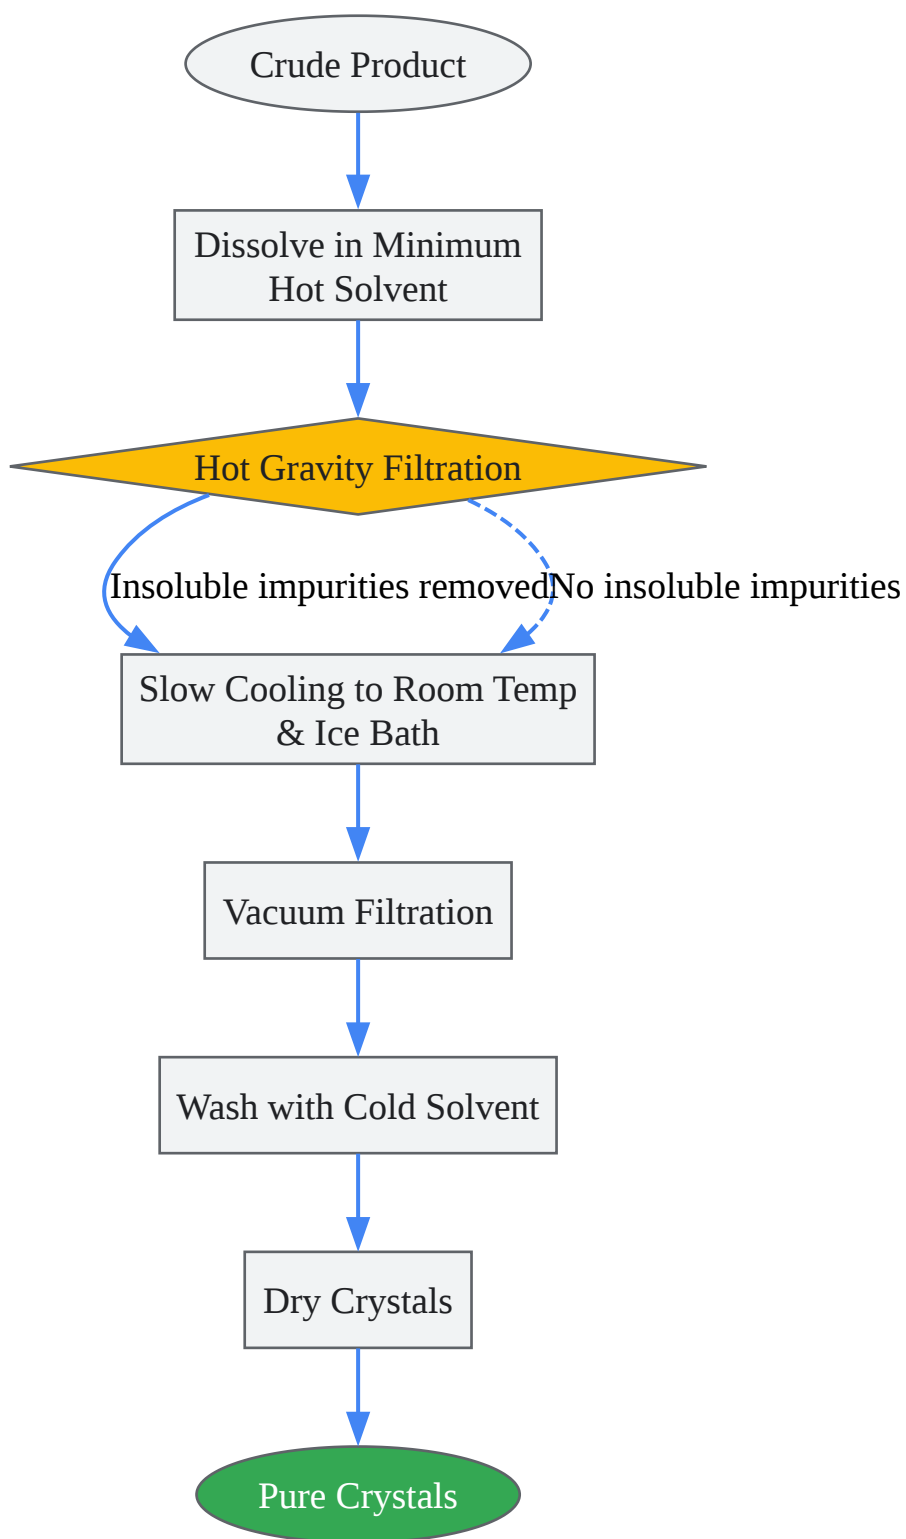 Crude Product
Dissolve in Minimum
Hot Solvent
Hot Gravity Filtration
Insoluble impurities removed
No insoluble impurities
Slow Cooling to Room Temp
& Ice Bath
Vacuum Filtration
Wash with Cold Solvent
Dry Crystals
Pure Crystals